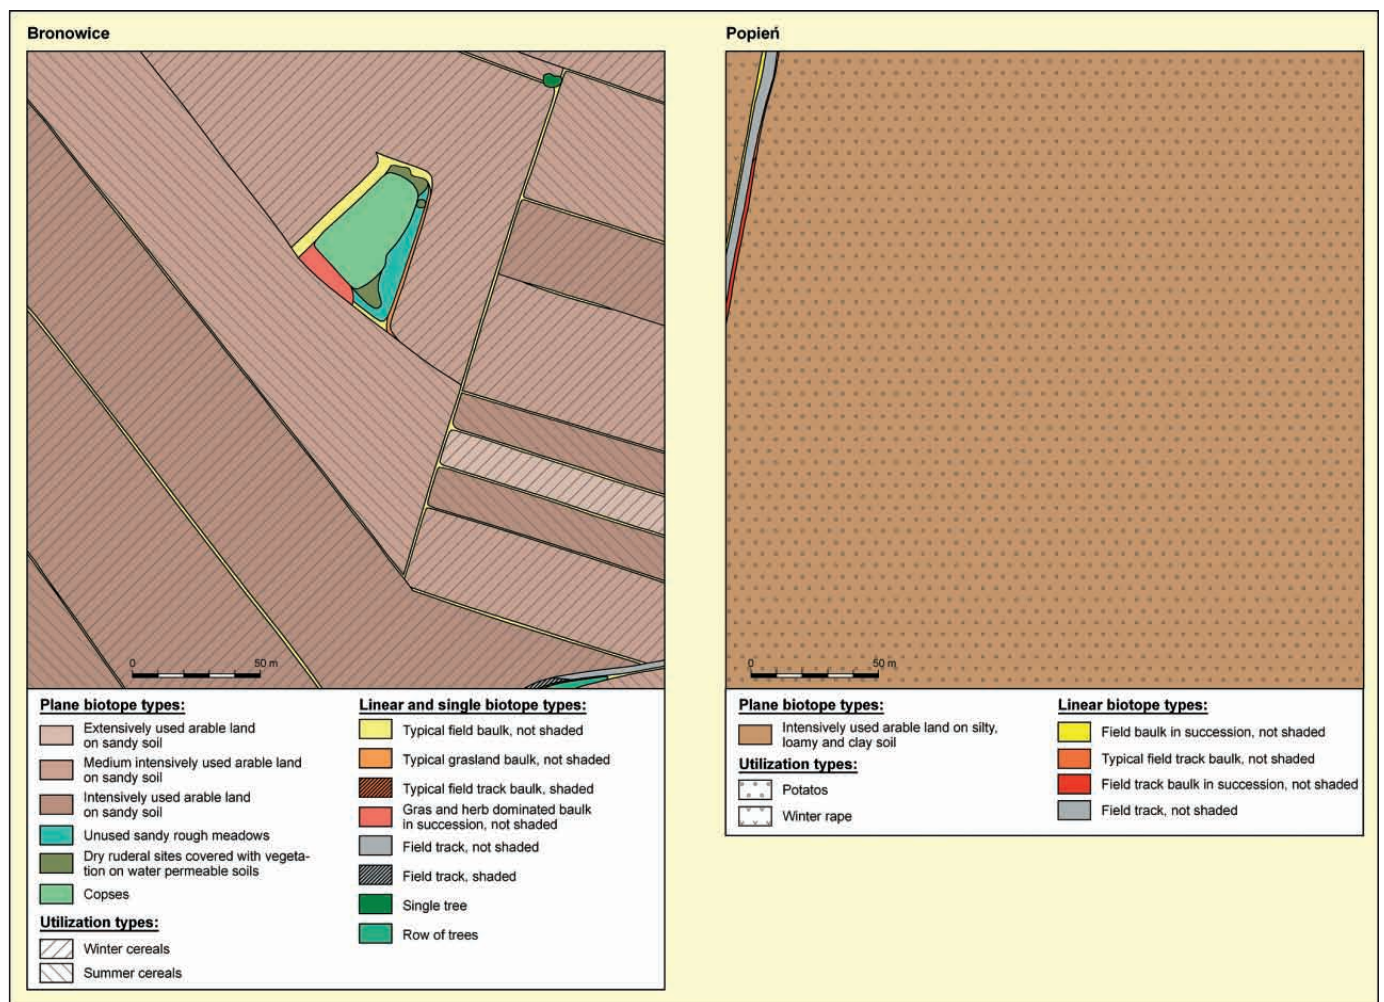 Bronowice
0 50 m
Plane biotope types:
Extensively used arable land
on sandy soil
Medium intensively used arable land
on sandy soil
Intensively used arable land
on sandy soil
Unused sandy rough meadows
Dry ruderal sites covered with vegeta-
tion on water permeable soils
Copses
Utilization types:
Winter cereals
Summer cereals
Linear and single biotope types:
Typical field baulk, not shaded
Typical grasland baulk, not shaded
Typical field track baulk, shaded
Gras and herb dominated baulk
in succession, not shaded
Field track, not shaded
Field track, shaded
Single tree
Row of trees
Popień
0 50 m
Plane biotope types:
Intensively used arable land on silty,
loamy and clay soil
Utilization types:
Potatos
Winter rape
Linear biotope types:
Field baulk in succession, not shaded
Typical field track baulk, not shaded
Field track baulk in succession, not shaded
Field track, not shaded